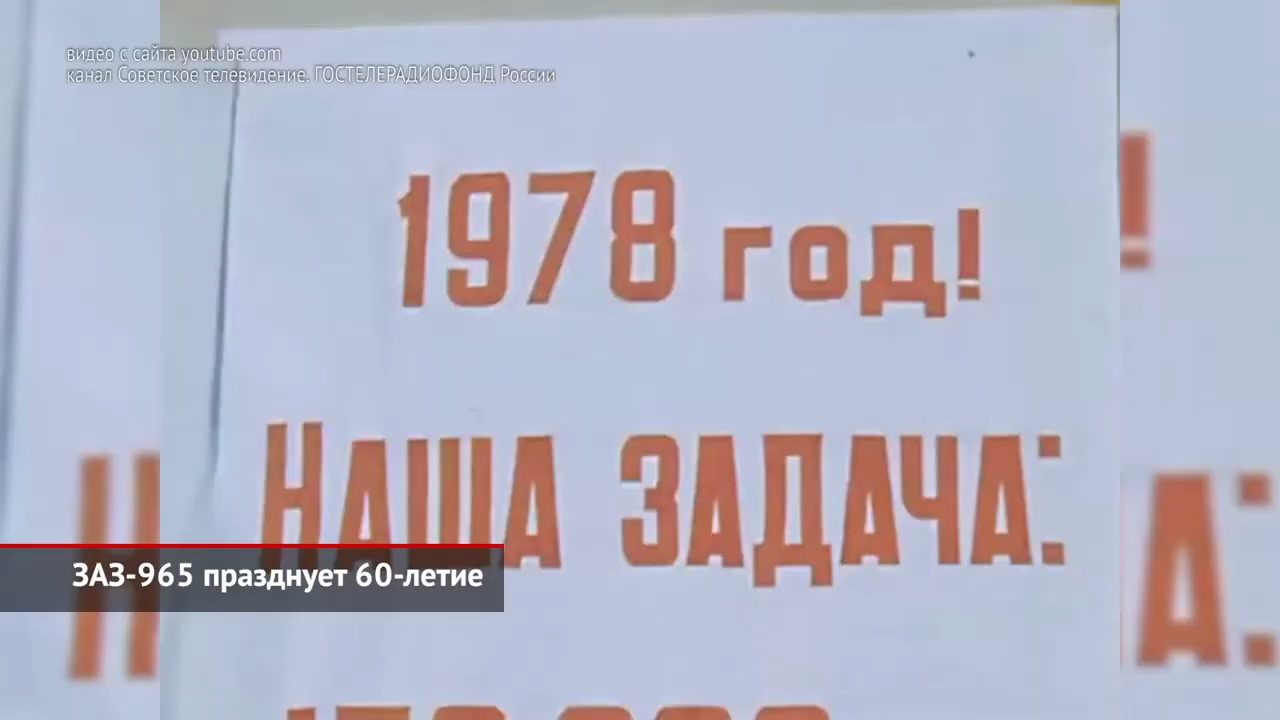 видео с сайта youtube.com
канал Советское телевидение. ГОСТЕЛЕРАДИОФОНД России
1978 год!
НАША ЗАДАЧА:
ЗАЗ-965 празднует 60-летие